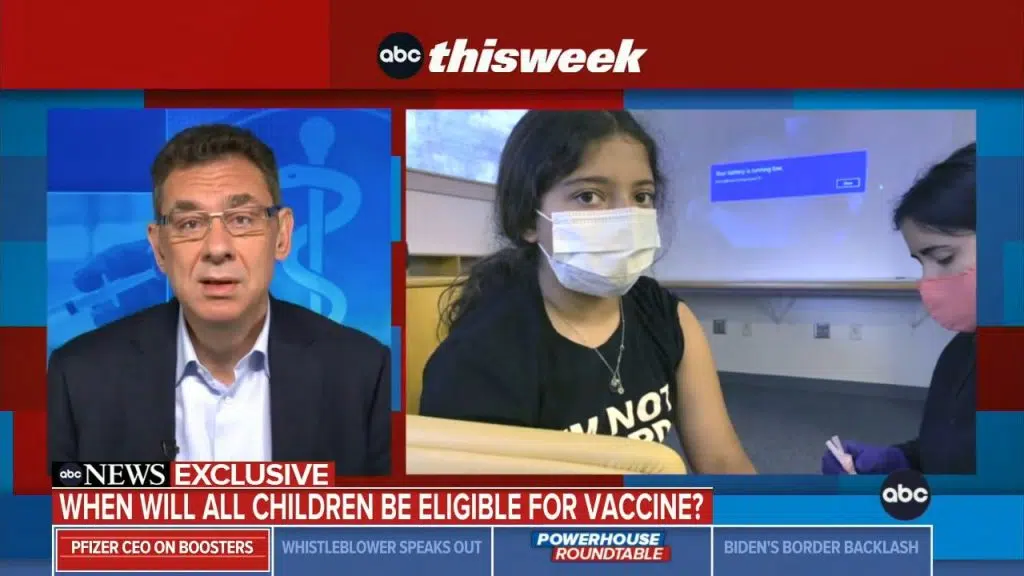 abc thisweek
Your battery is running low.
I'M NOT
abc NEWS EXCLUSIVE
WHEN WILL ALL CHILDREN BE ELIGIBLE FOR VACCINE?
abc
PFIZER CEO ON BOOSTERS
WHISTLEBLOWER SPEAKS OUT
POWERHOUSE
ROUNDTABLE
BIDEN'S BORDER BACKLASH